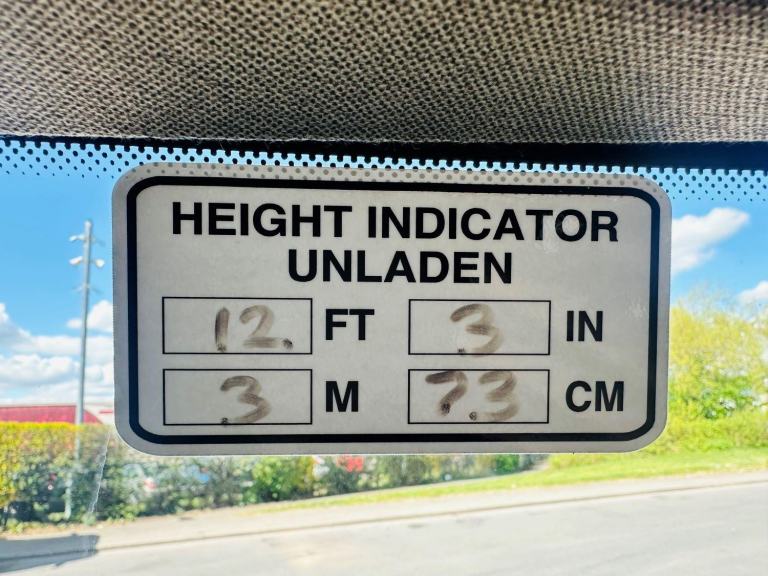 HEIGHT INDICATOR
UNLADEN
12. FT 3 IN
3 M 73 CM